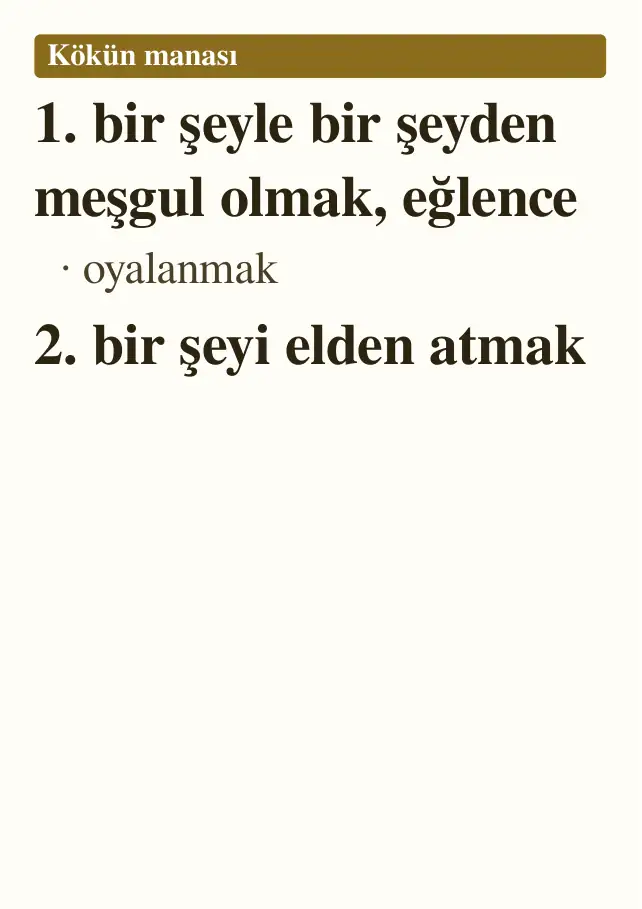 Kökün manası
1. bir şeyle bir şeyden
meşgul olmak, eğlence
· oyalanmak
2. bir şeyi elden atmak